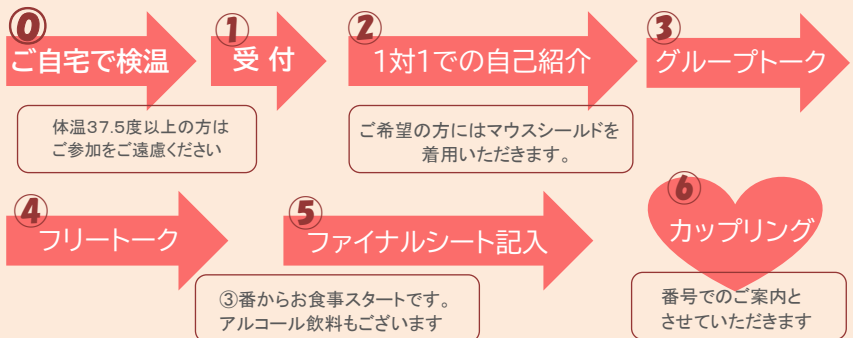 ⓪
ご自宅で検温
①
受 付
②
1対1での自己紹介
③
グループトーク
体温37.5度以上の方は
ご参加をご遠慮ください
ご希望の方にはマウスシールドを
着用いただきます。
④
フリートーク
⑤
ファイナルシート記入
⑥
カップリング
③番からお食事スタートです。
アルコール飲料もございます
番号でのご案内と
させていただきます